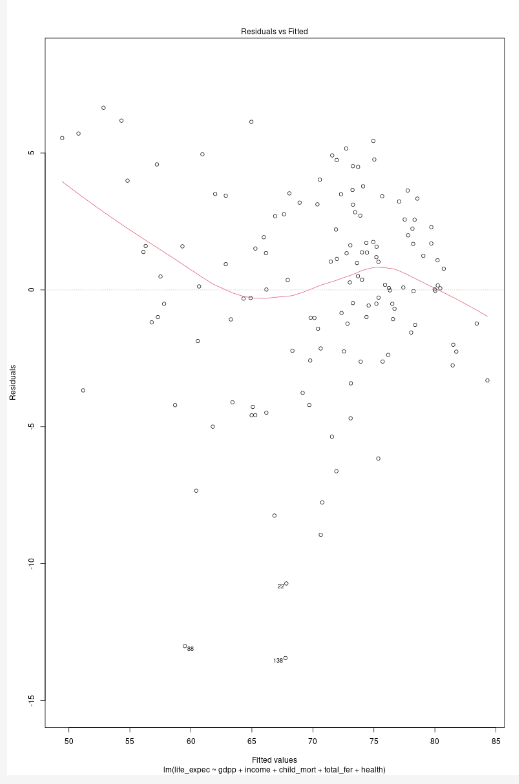 Residuals vs Fitted
5
0
-5
-10
-15
Residuals
22
88
138
50 55 60 65 70 75 80 85
Fitted values
lm(life_expec ~ gdpp + income + child_mort + total_fer + health)